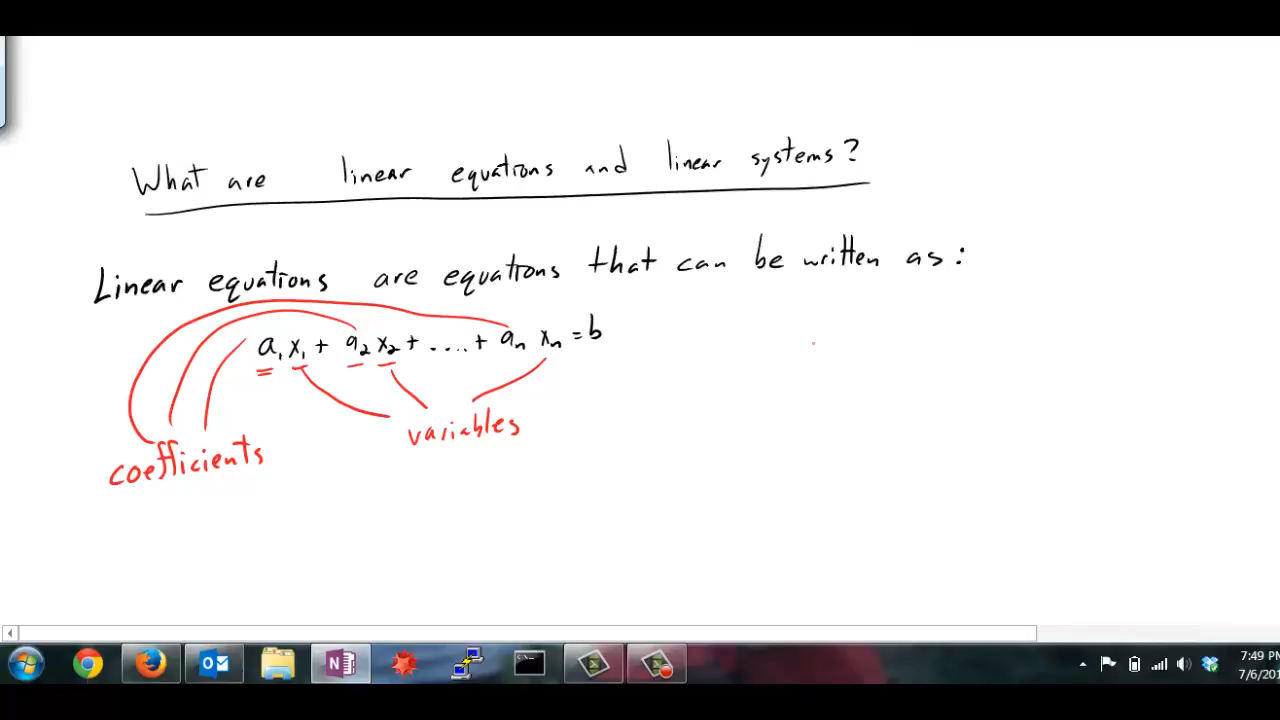 What are linear equations and linear systems?
Linear equations are equations that can be written as:
a₁x₁ + a₂x₂ + .... + aₙxₙ = b
variables
coefficients
7:49 PM
7/6/201